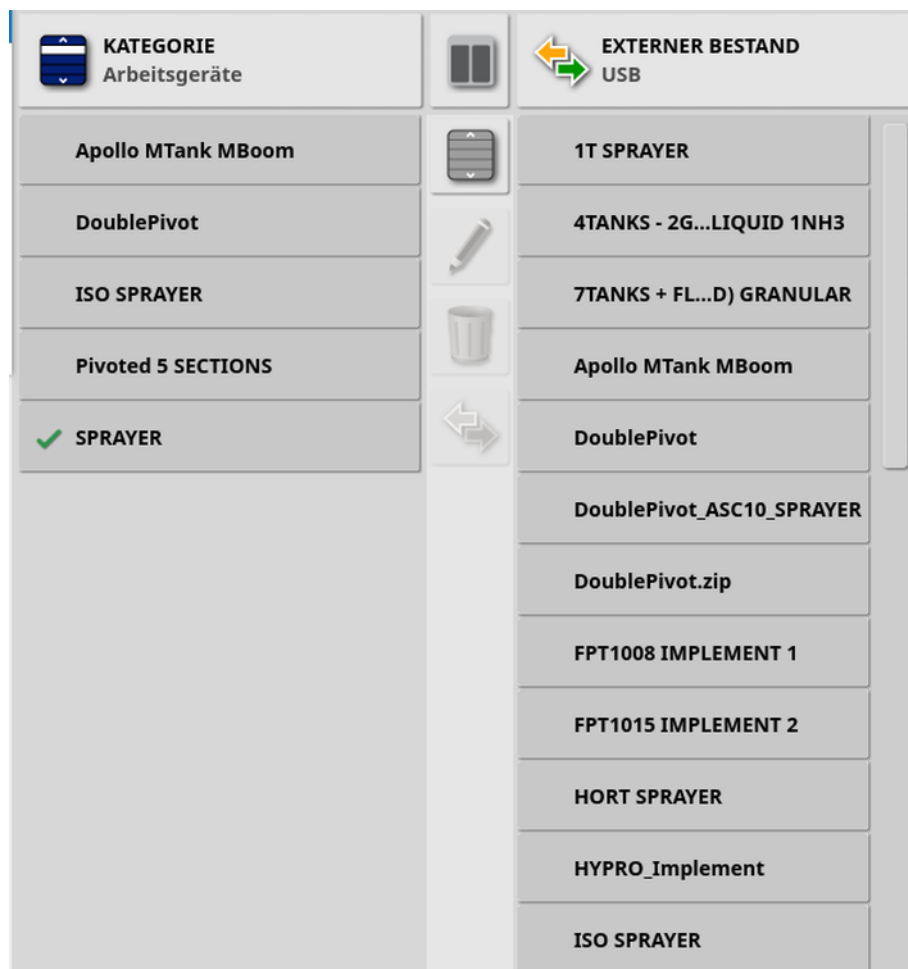 KATEGORIE
Arbeitsgeräte
Apollo MTank MBoom
DoublePivot
ISO SPRAYER
Pivoted 5 SECTIONS
SPRAYER
EXTERNER BESTAND
USB
1T SPRAYER
4TANKS - 2G...LIQUID 1NH3
7TANKS + FL...D) GRANULAR
Apollo MTank MBoom
DoublePivot
DoublePivot_ASC10_SPRAYER
DoublePivot.zip
FPT1008 IMPLEMENT 1
FPT1015 IMPLEMENT 2
HORT SPRAYER
HYPRO_Implement
ISO SPRAYER